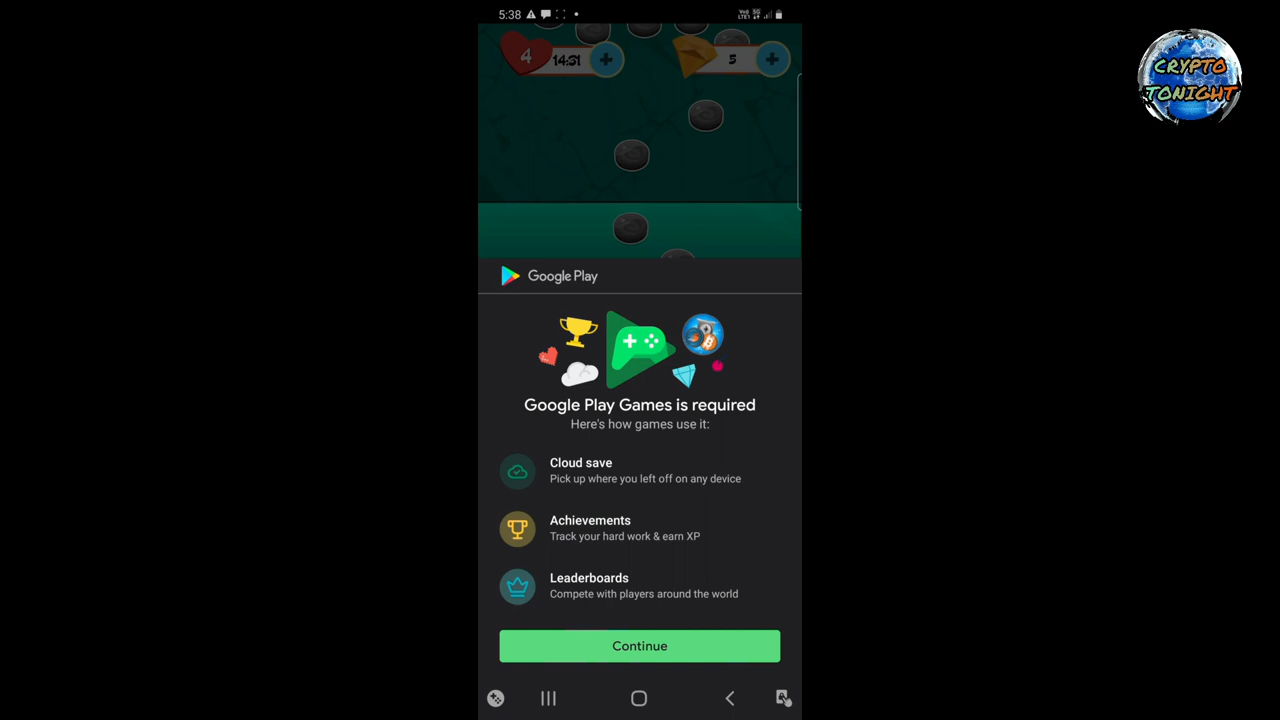 5:38
CRYPTO
TONIGHT
4
14:31
5
Google Play
Google Play Games is required
Here's how games use it:
Cloud save
Pick up where you left off on any device
Achievements
Track your hard work & earn XP
Leaderboards
Compete with players around the world
Continue